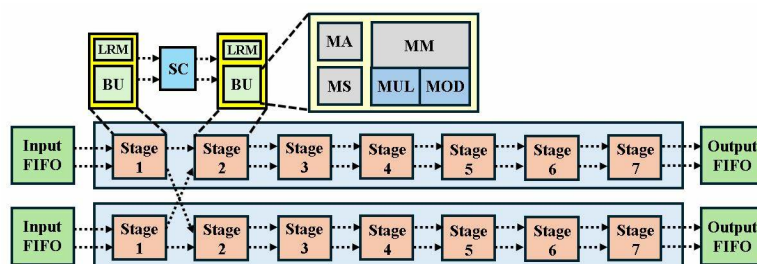 LRM
SC
LRM
BU
BU
MA
MM
MS
MUL
MOD
Input
FIFO
Stage
1
Stage
2
Stage
3
Stage
4
Stage
5
Stage
6
Stage
7
Output
FIFO
Input
FIFO
Stage
1
Stage
2
Stage
3
Stage
4
Stage
5
Stage
6
Stage
7
Output
FIFO